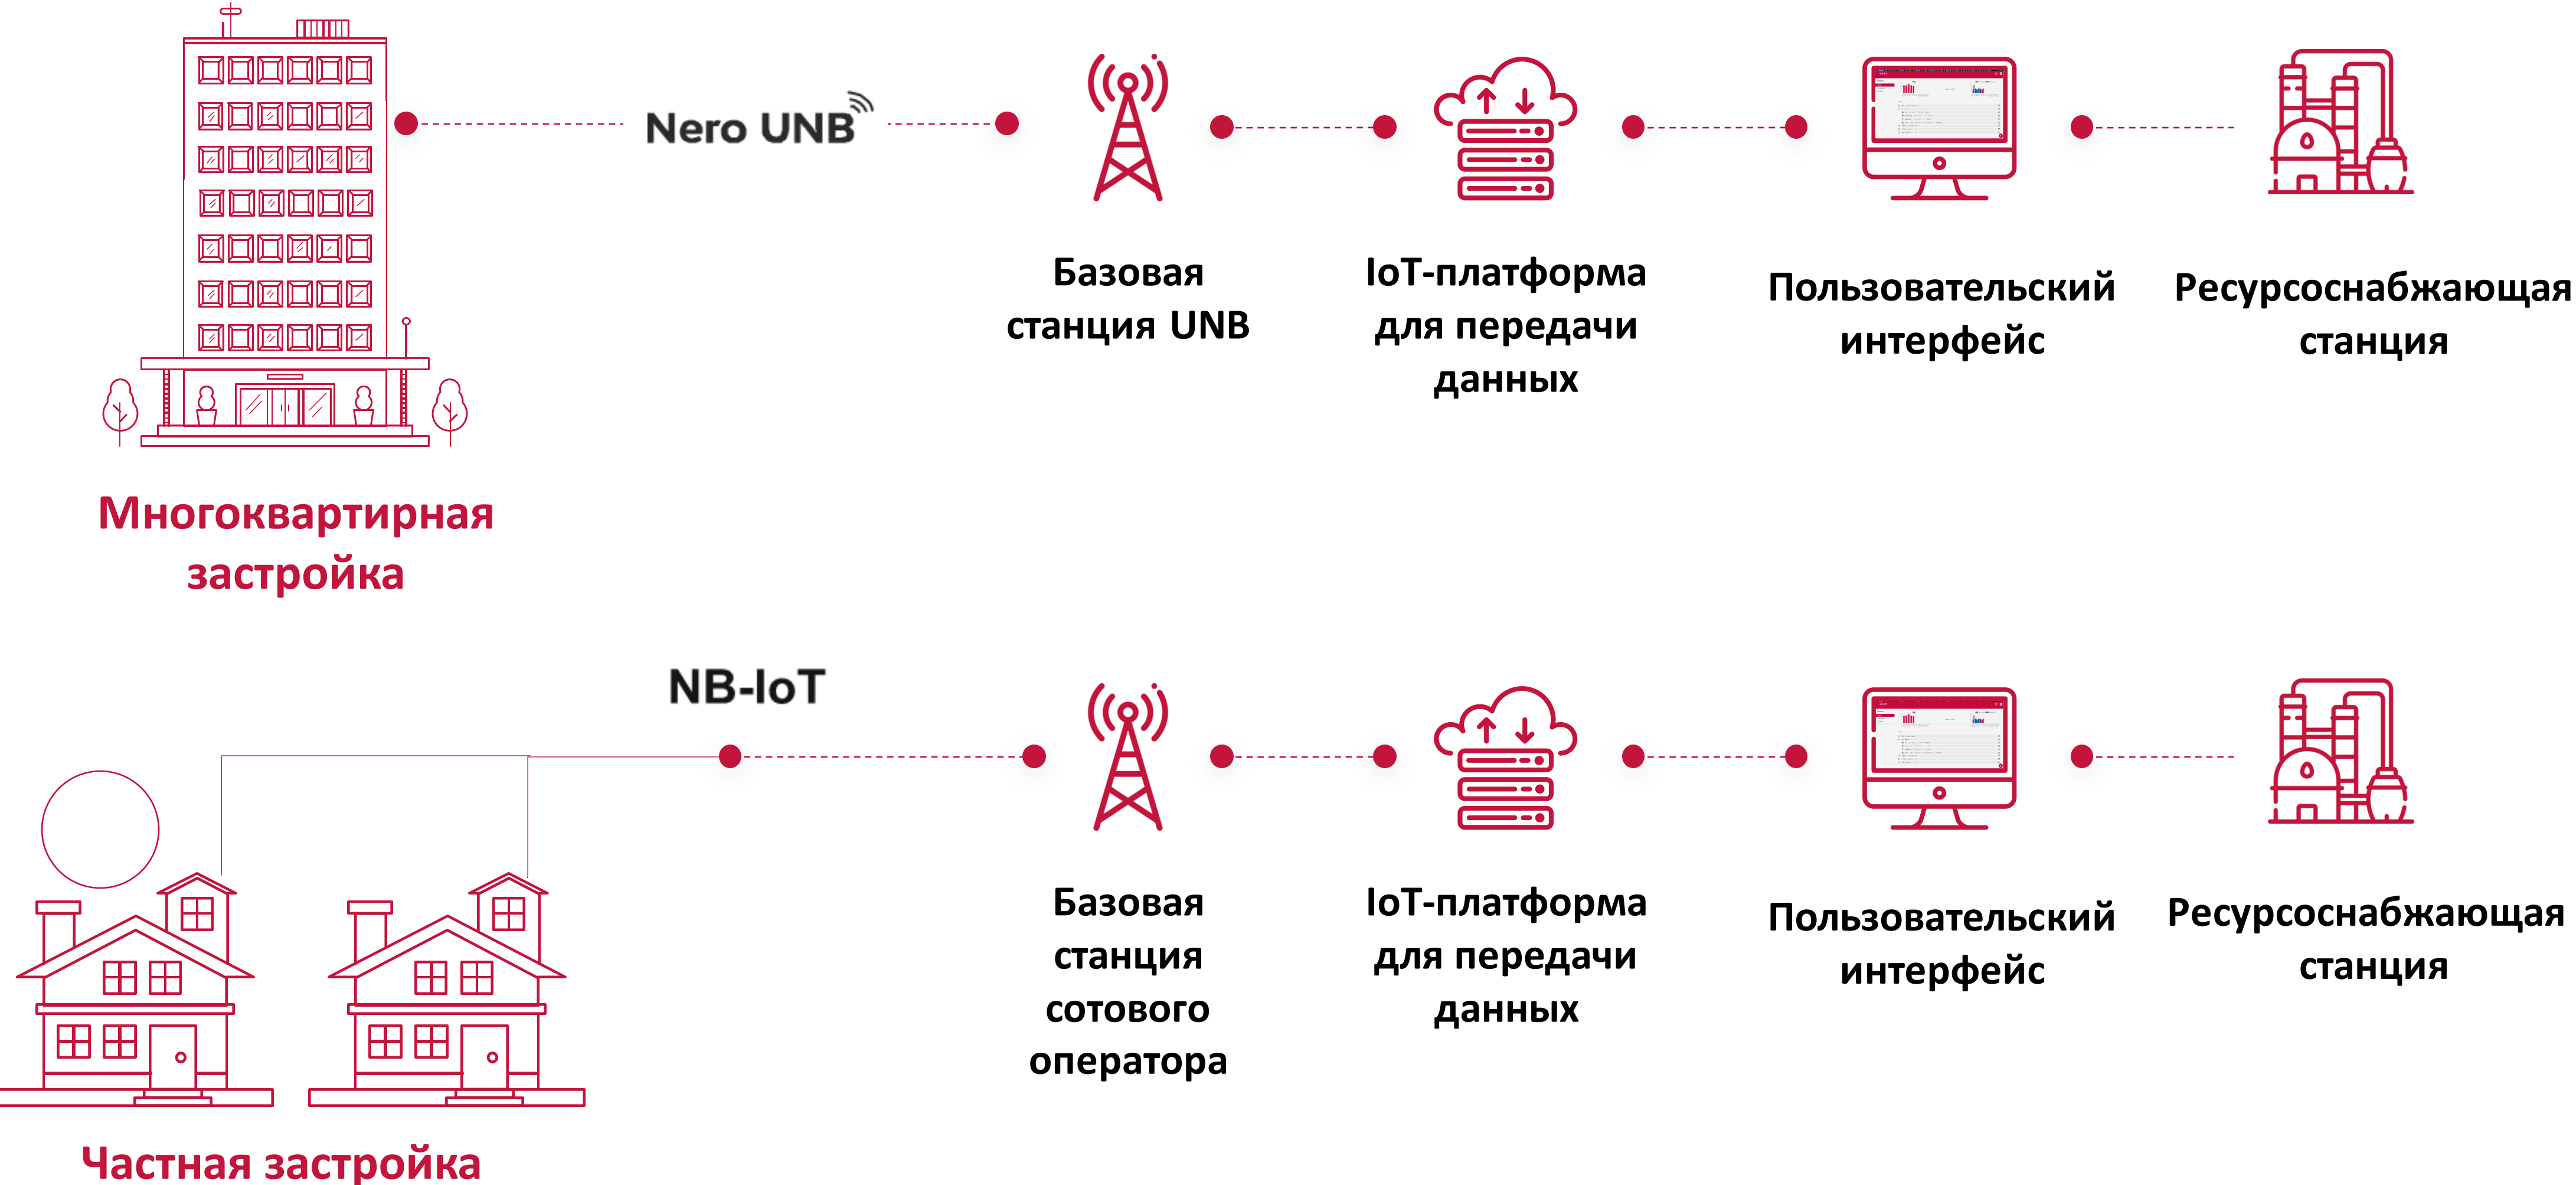 Nero UNB
Базовая
станция UNB
IoT-платформа
для передачи
данных
Пользовательский
интерфейс
Ресурсоснабжающая
станция
Многоквартирная
застройка
NB-IoT
Базовая
станция
сотового
оператора
IoT-платформа
для передачи
данных
Пользовательский
интерфейс
Ресурсоснабжающая
станция
Частная застройка